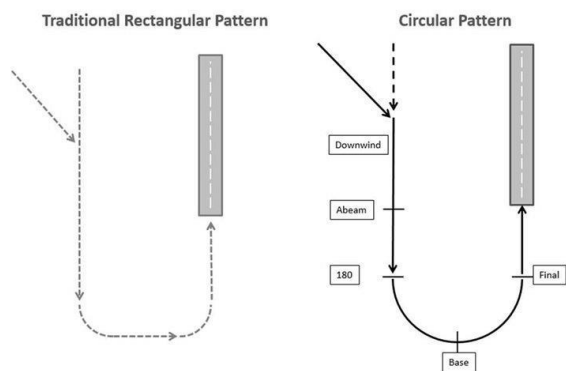 Traditional Rectangular Pattern
Circular Pattern
Downwind
Abeam
180
Final
Base